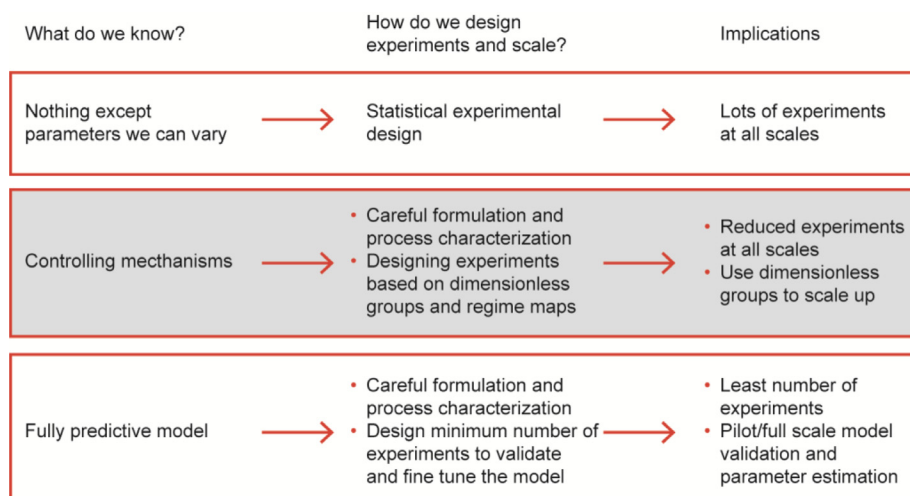 What do we know?
How do we design
experiments and scale?
Implications
Nothing except
parameters we can vary
Statistical experimental
design
Lots of experiments
at all scales
Controlling mecthanisms
• Careful formulation and
process characterization
• Designing experiments
based on dimensionless
groups and regime maps
• Reduced experiments
at all scales
• Use dimensionless
groups to scale up
Fully predictive model
• Careful formulation and
process characterization
• Design minimum number of
experiments to validate
and fine tune the model
• Least number of
experiments
• Pilot/full scale model
validation and
parameter estimation